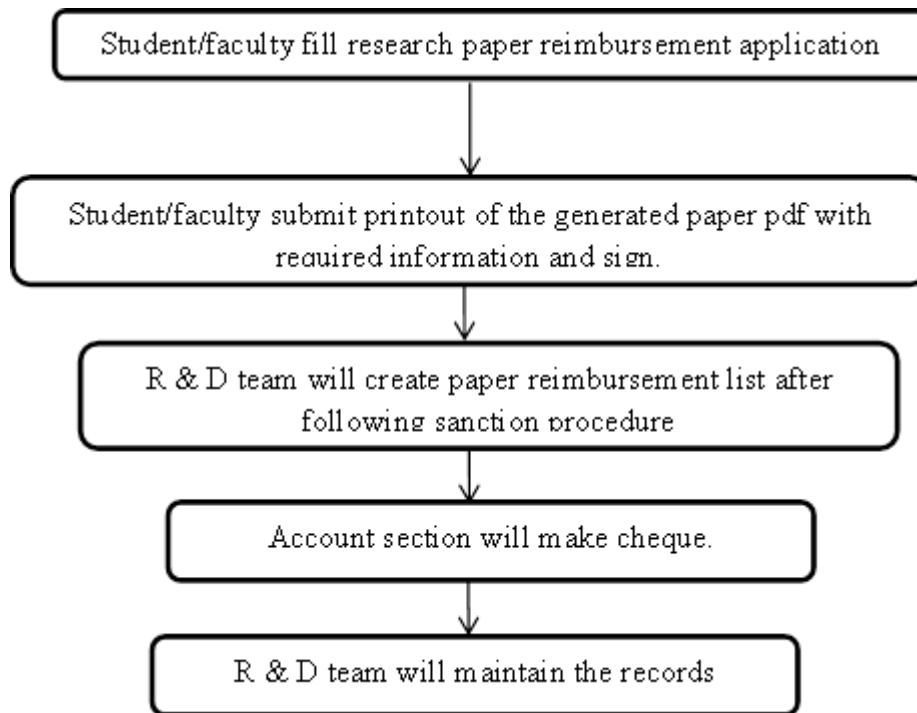 Student/faculty fill research paper reimbursement application
Student/faculty submit printout of the generated paper pdf with
required information and sign.
R & D team will create paper reimbursement list after
following sanction procedure
Account section will make cheque.
R & D team will maintain the records